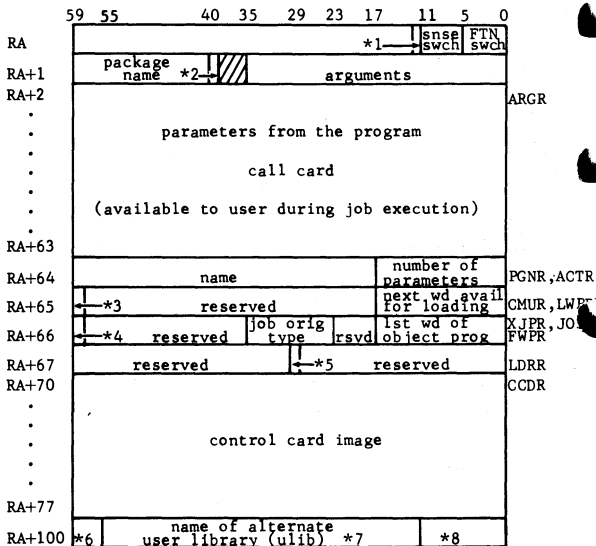 59 55 40 35 29 23 17 11 5 0
RA *1 snse FTN
swch swch
package
name *2 arguments
RA+1
RA+2 ARGR
parameters from the program
call card
(available to user during job execution)
RA+63
number of
RA+64 name parameters PGNR,ACTR
next wd avail
RA+65 *3 reserved for loading CMUR,
job orig 1st wd of XJPR,
RA+66 *4 reserved type rsvd object prog FWPR
RA+67 reserved *5 reserved LDRR
RA+70 CCDR
control card image
RA+77
name of alternate
RA+100 *6 user library (ulib) *7 *8